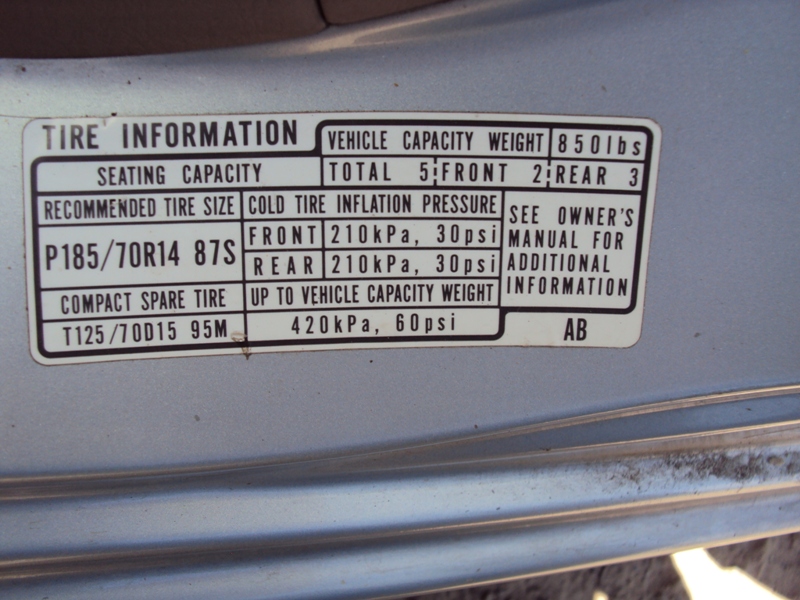 TIRE INFORMATION
VEHICLE CAPACITY WEIGHT 850lbs
SEATING CAPACITY TOTAL 5 FRONT 2 REAR 3
RECOMMENDED TIRE SIZE
P185/70R14 87S
COLD TIRE INFLATION PRESSURE
FRONT 210kPa, 30psi
REAR 210kPa, 30psi
SEE OWNER'S
MANUAL FOR
ADDITIONAL
INFORMATION
COMPACT SPARE TIRE
T125/70D15 95M
UP TO VEHICLE CAPACITY WEIGHT
420kPa, 60psi
AB